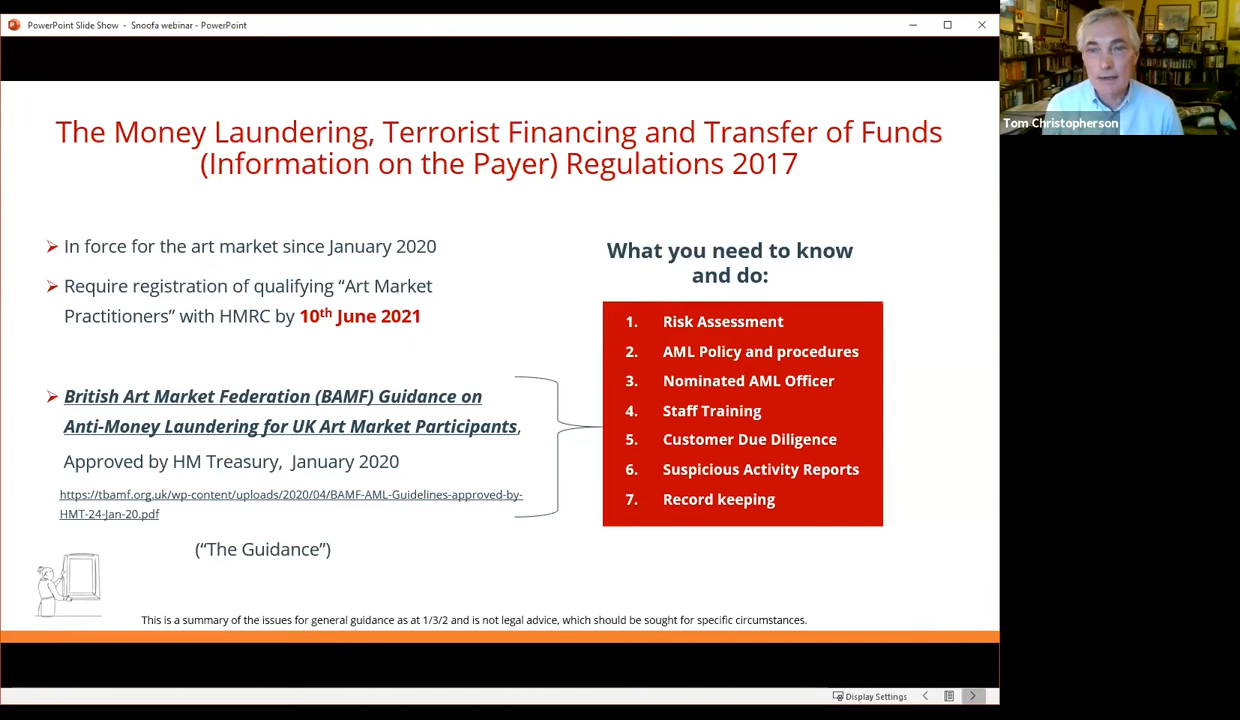 PowerPoint Slide Show - Snoofa webinar - PowerPoint
Tom Christopherson
The Money Laundering, Terrorist Financing and Transfer of Funds
(Information on the Payer) Regulations 2017
In force for the art market since January 2020
Require registration of qualifying “Art Market
Practitioners” with HMRC by 10th June 2021
British Art Market Federation (BAMF) Guidance on
Anti-Money Laundering for UK Art Market Participants,
Approved by HM Treasury, January 2020
https://tbamf.org.uk/wp-content/uploads/2020/04/BAMF-AML-Guidelines-approved-by-
HMT-24-Jan-20.pdf
(“The Guidance”)
What you need to know
and do:
1. Risk Assessment
2. AML Policy and procedures
3. Nominated AML Officer
4. Staff Training
5. Customer Due Diligence
6. Suspicious Activity Reports
7. Record keeping
This is a summary of the issues for general guidance as at 1/3/2 and is not legal advice, which should be sought for specific circumstances.
Display Settings